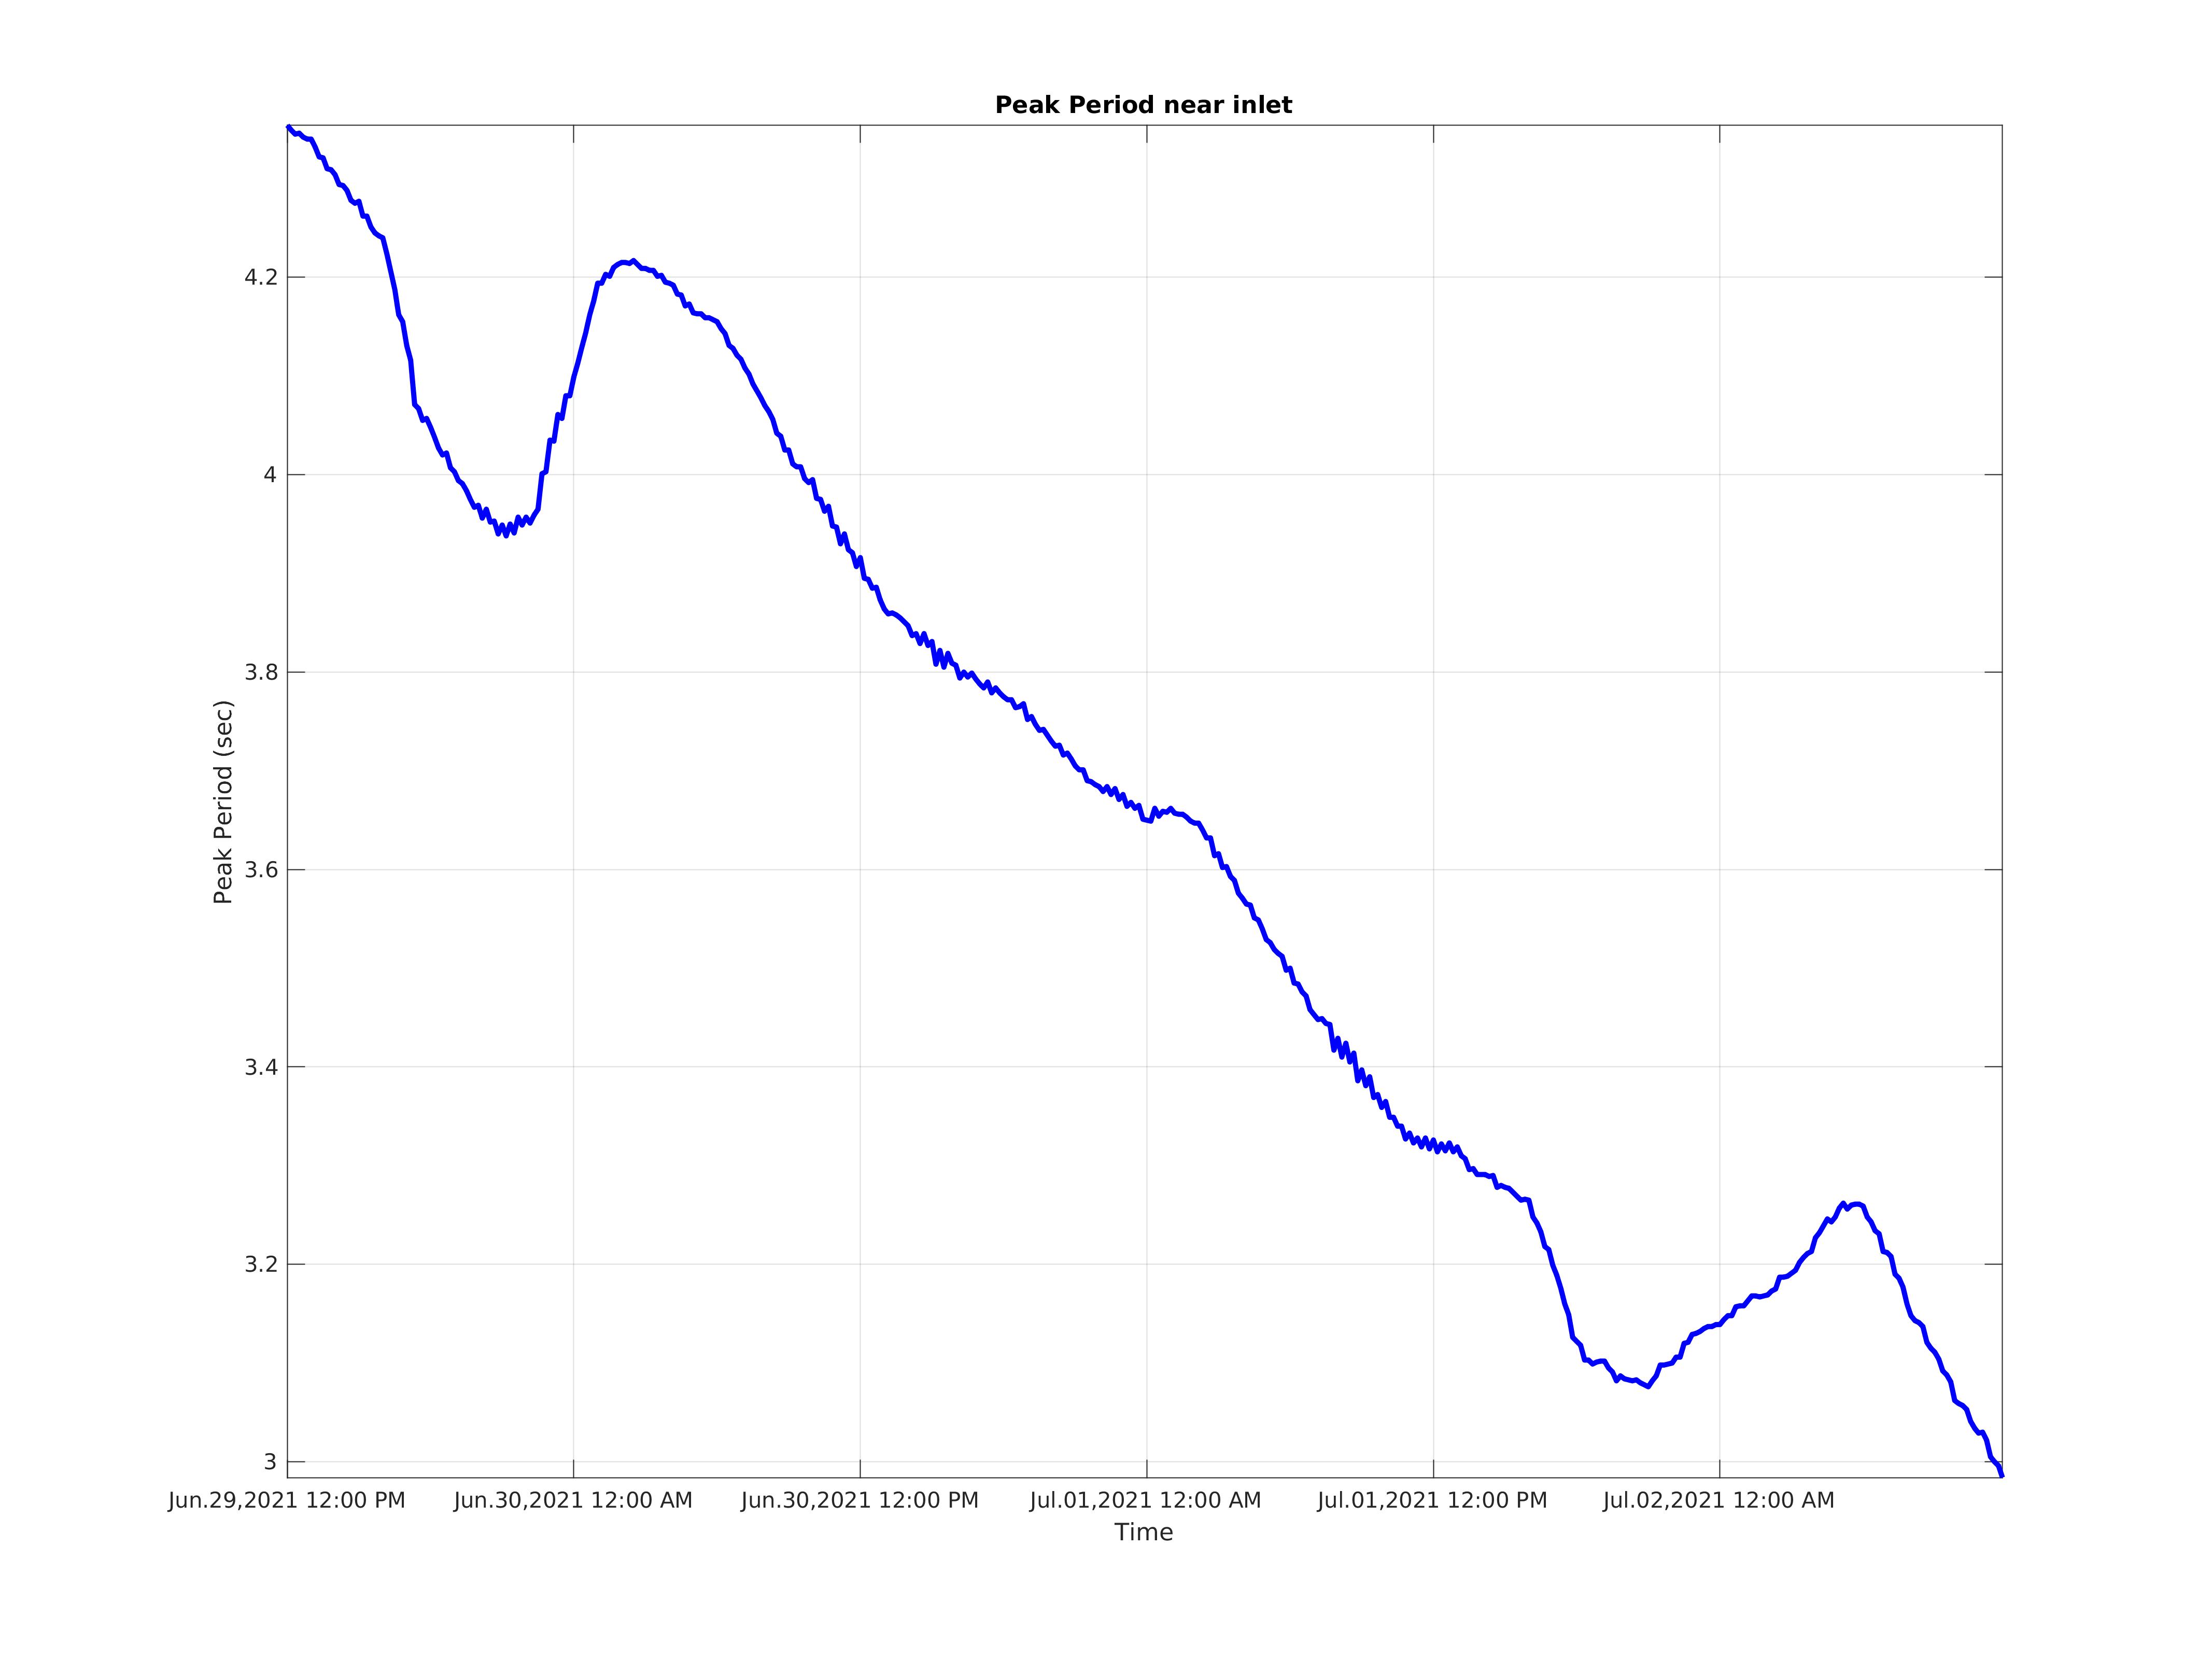 Peak Period near inlet
4.2
4
3.8
3.6
3.4
3.2
3
Peak Period (sec)
Jun.29,2021 12:00 PM
Jun.30,2021 12:00 AM
Jun.30,2021 12:00 PM
Jul.01,2021 12:00 AM
Jul.01,2021 12:00 PM
Jul.02,2021 12:00 AM
Time